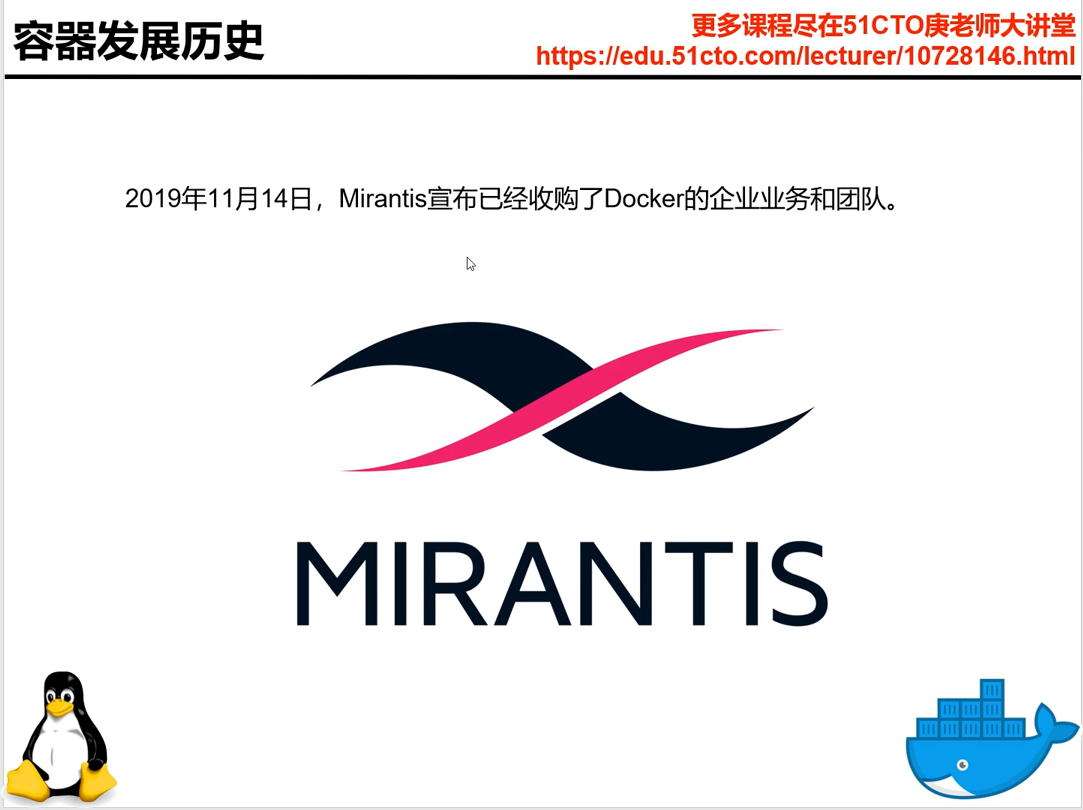 容器发展历史
更多课程尽在51CTO庚老师大讲堂
https://edu.51cto.com/lecturer/10728146.html
2019年11月14日，Mirantis宣布已经收购了Docker的企业业务和团队。
MIRANTIS